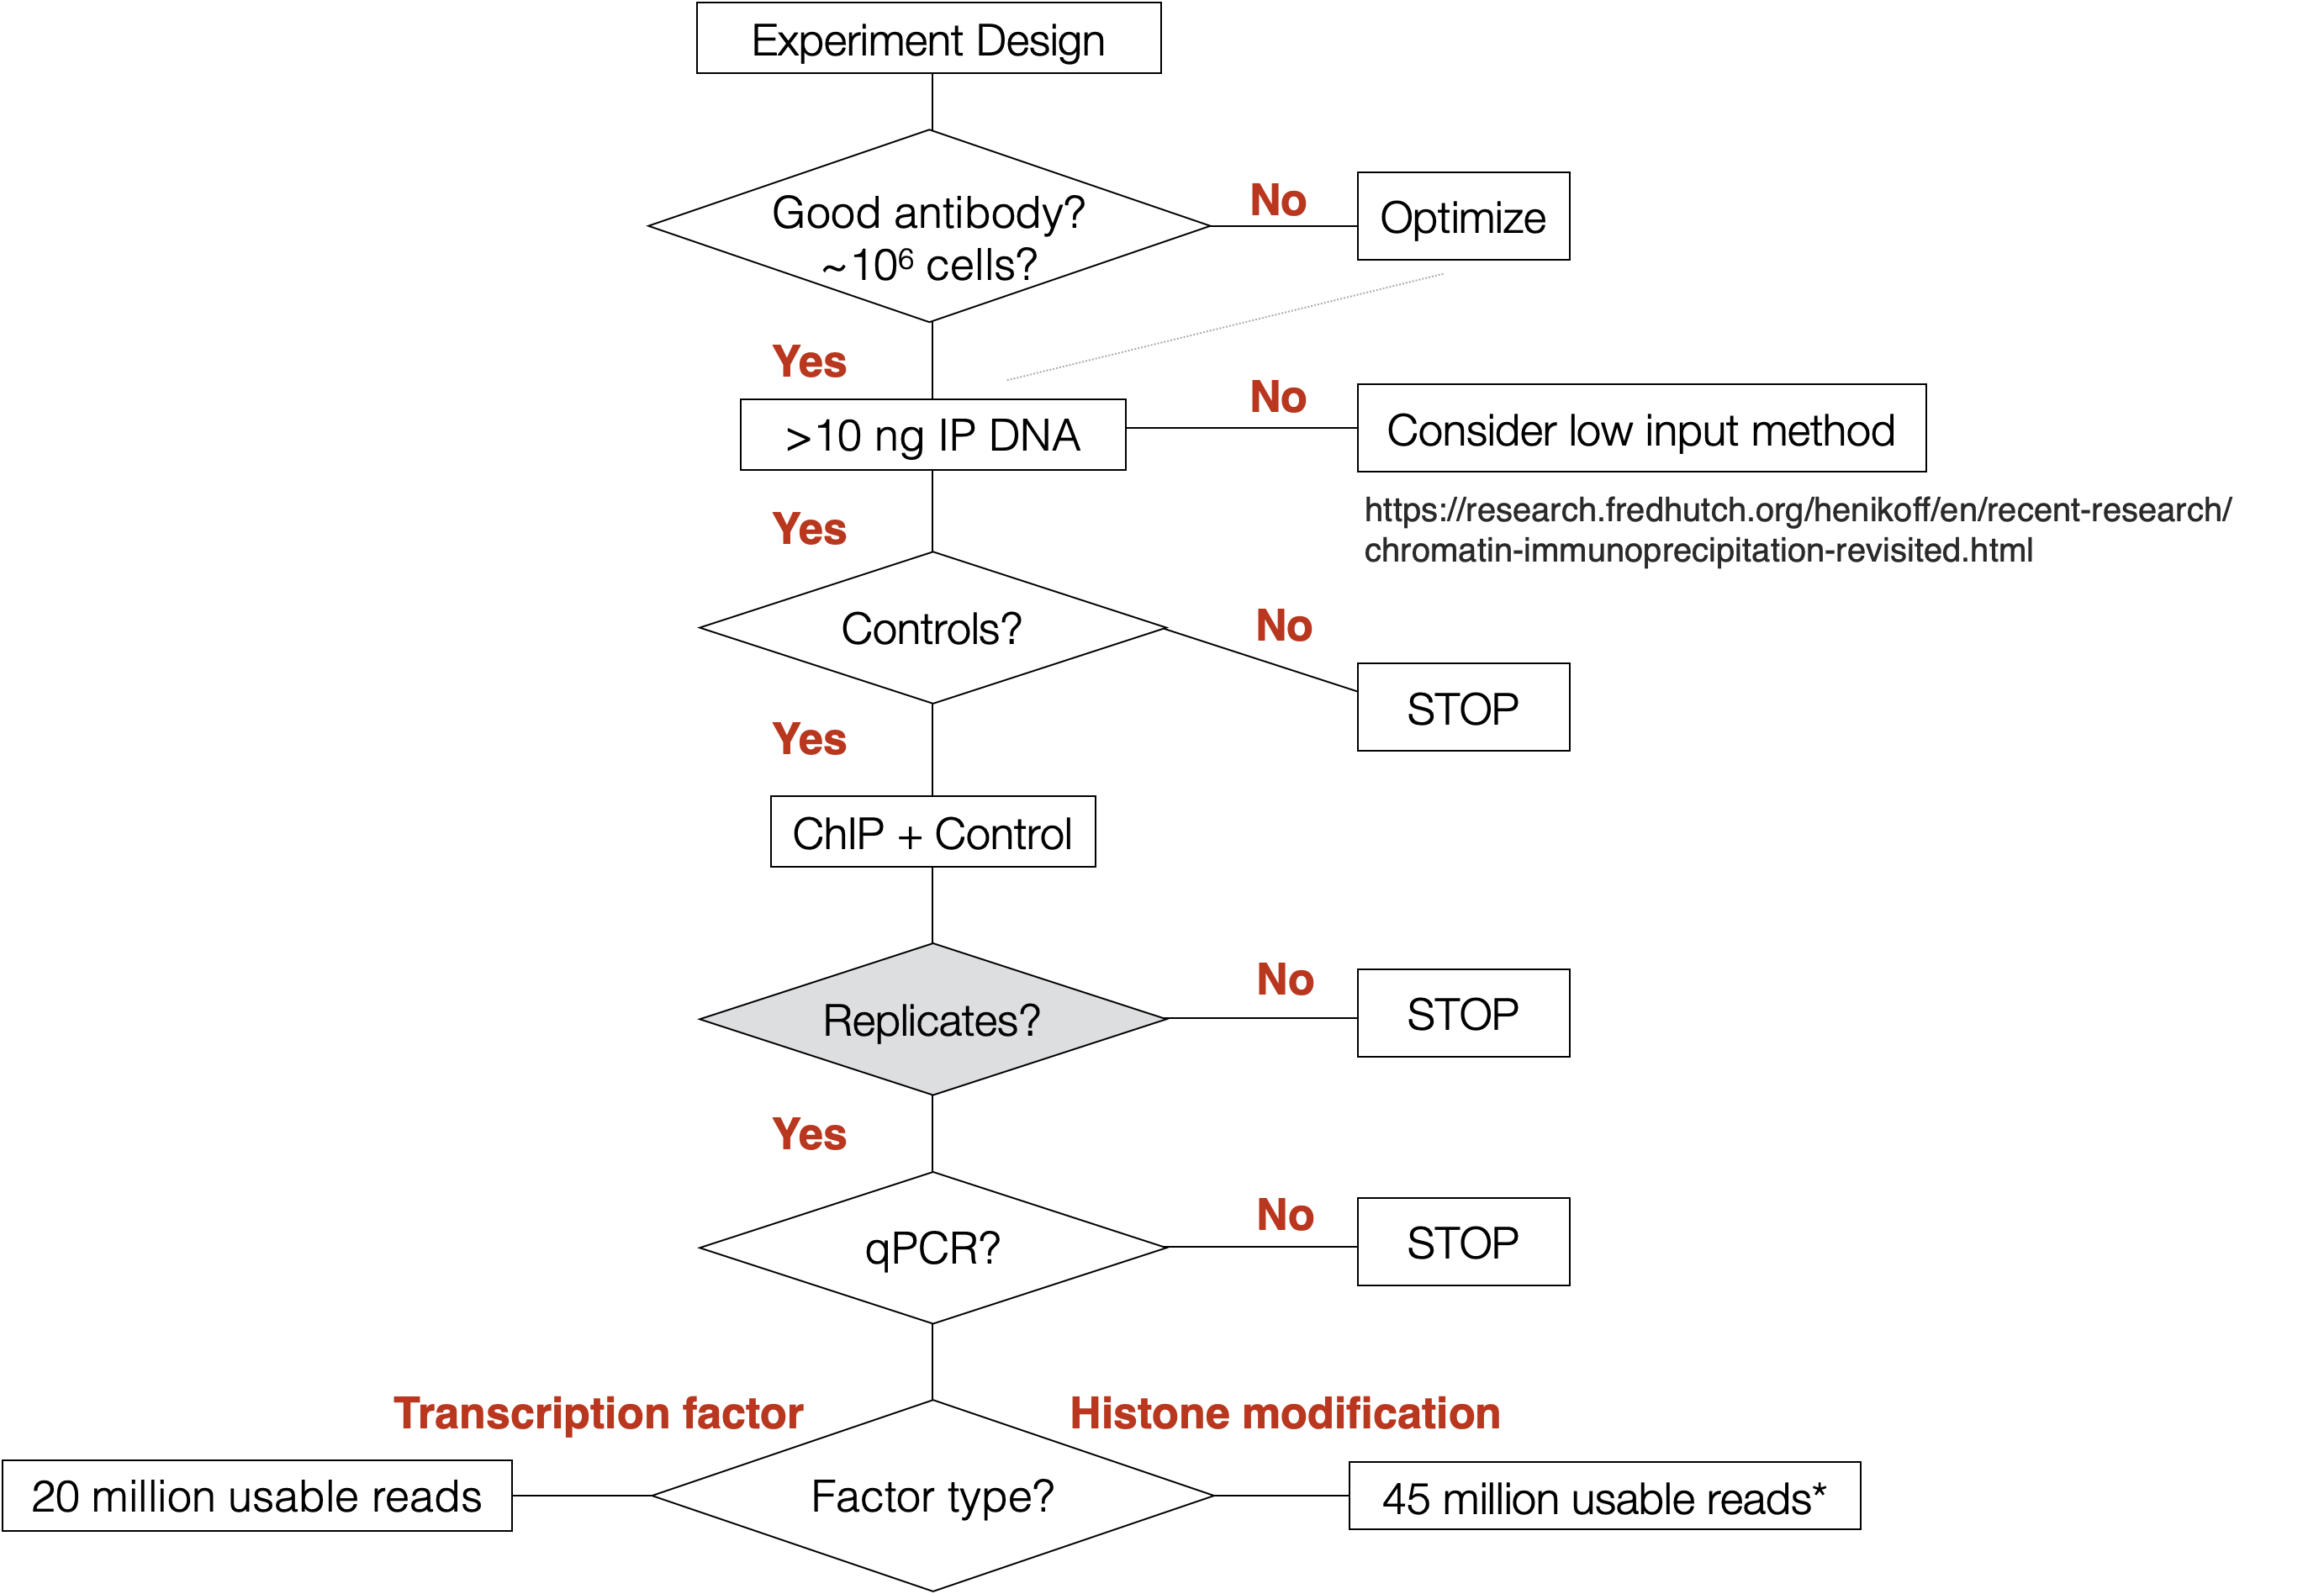 Experiment Design
Good antibody?
~10⁶ cells?
No
Optimize
Yes
>10 ng IP DNA
No
Consider low input method
https://research.fredhutch.org/henikoff/en/recent-research/
chromatin-immunoprecipitation-revisited.html
Yes
Controls?
No
STOP
Yes
ChIP + Control
Replicates?
No
STOP
Yes
qPCR?
No
STOP
Transcription factor
Histone modification
20 million usable reads
Factor type?
45 million usable reads*